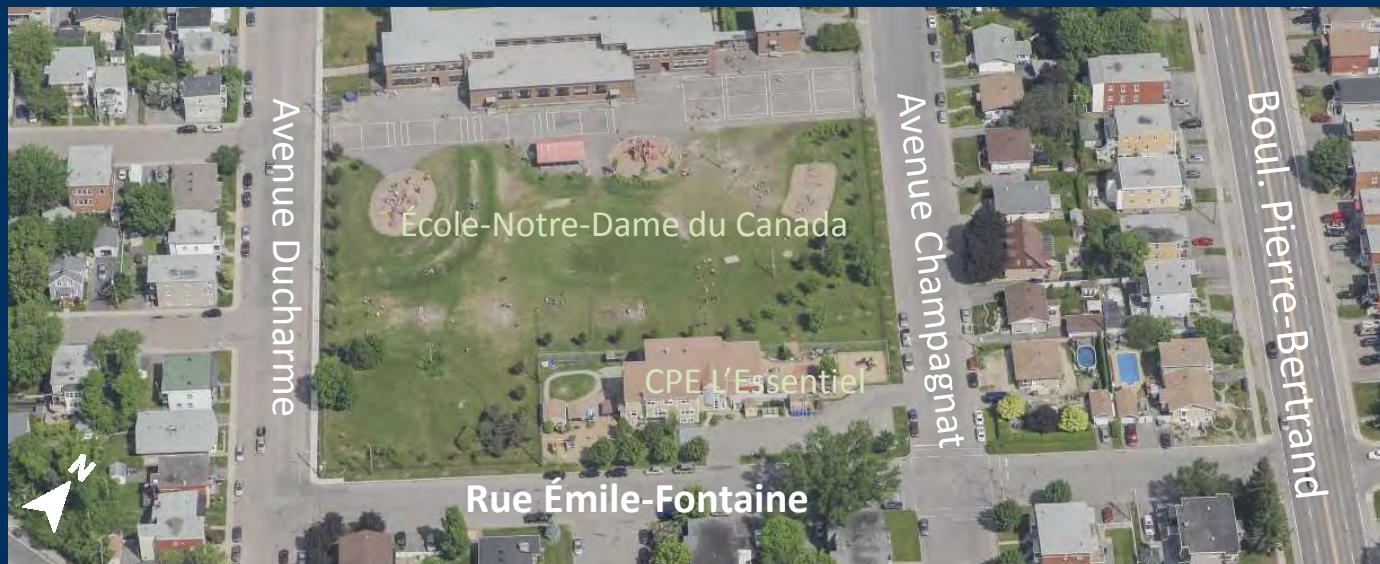 Avenue Ducharme
École-Notre-Dame du Canada
CPE L'Essentiel
Avenue Champagnat
Boul. Pierre-Bertrand
Rue Émile-Fontaine
N